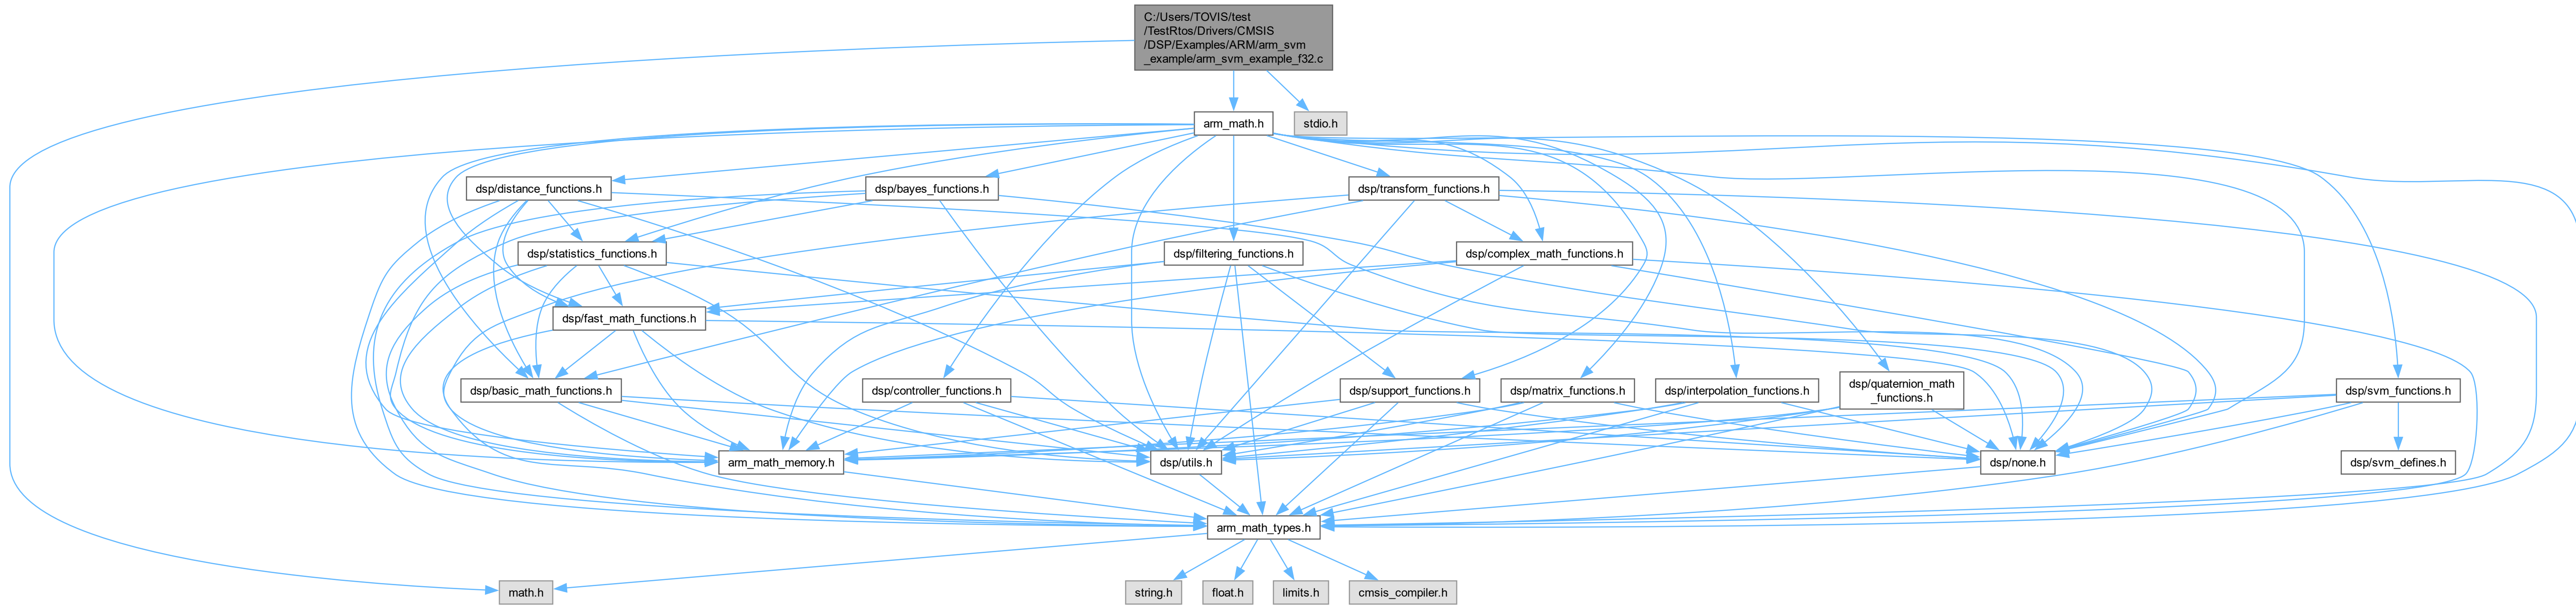 C:/Users/TOVIS/test
/TestRtos/Drivers/CMSIS
/DSP/Examples/ARM/arm_svm
_example/arm_svm_example_f32.c
arm_math.h
stdio.h
dsp/distance_functions.h
dsp/bayes_functions.h
dsp/transform_functions.h
dsp/statistics_functions.h
dsp/filtering_functions.h
dsp/complex_math_functions.h
dsp/fast_math_functions.h
dsp/basic_math_functions.h
dsp/controller_functions.h
dsp/support_functions.h
dsp/matrix_functions.h
dsp/interpolation_functions.h
dsp/quaternion_math
_functions.h
dsp/svm_functions.h
arm_math_memory.h
dsp/utils.h
dsp/none.h
dsp/svm_defines.h
arm_math_types.h
math.h
string.h
float.h
limits.h
cmsis_compiler.h